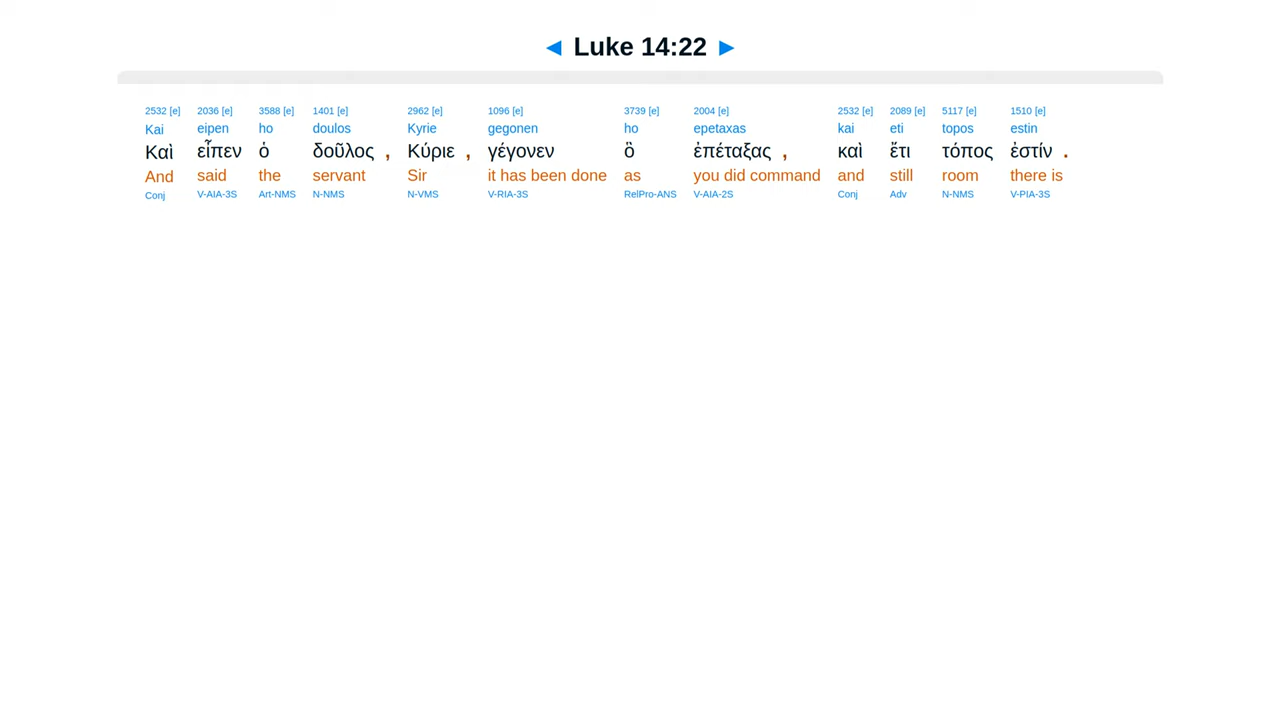 ◄ Luke 14:22 ►
2532 [e] 2036 [e] 3588 [e] 1401 [e] 2962 [e] 1096 [e] 3739 [e] 2004 [e] 2532 [e] 2089 [e] 5117 [e] 1510 [e]
Kai eipen ho doulos Kyrie gegonen ho epetaxas kai eti topos estin
Καὶ εἶπεν ὁ δοῦλος , Κύριε , γέγονεν ὃ ἐπέταξας , καὶ ἔτι τόπος ἐστίν .
And said the servant Sir it has been done as you did command and still room there is
Conj V-AIA-3S Art-NMS N-NMS N-VMS V-RIA-3S RelPro-ANS V-AIA-2S Conj Adv N-NMS V-PIA-3S